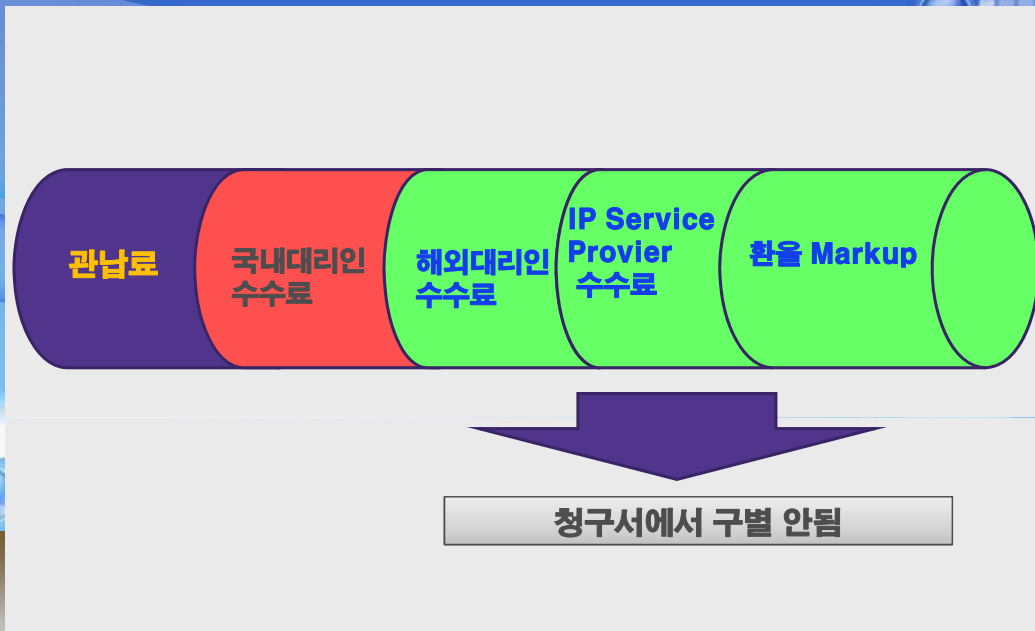 관납료
국내대리인
수수료
해외대리인
수수료
IP Service
Provier
수수료
환율 Markup
청구서에서 구별 안됨